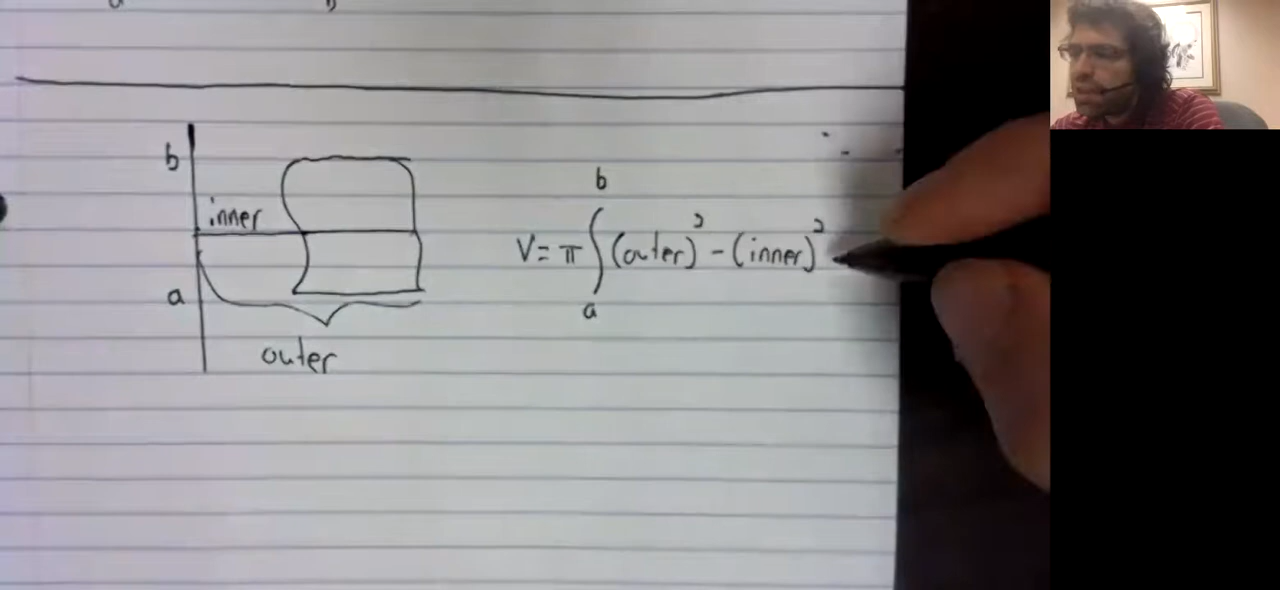 b
inner
a
outer
b
V = π ∫ (outer)² - (inner)²
a